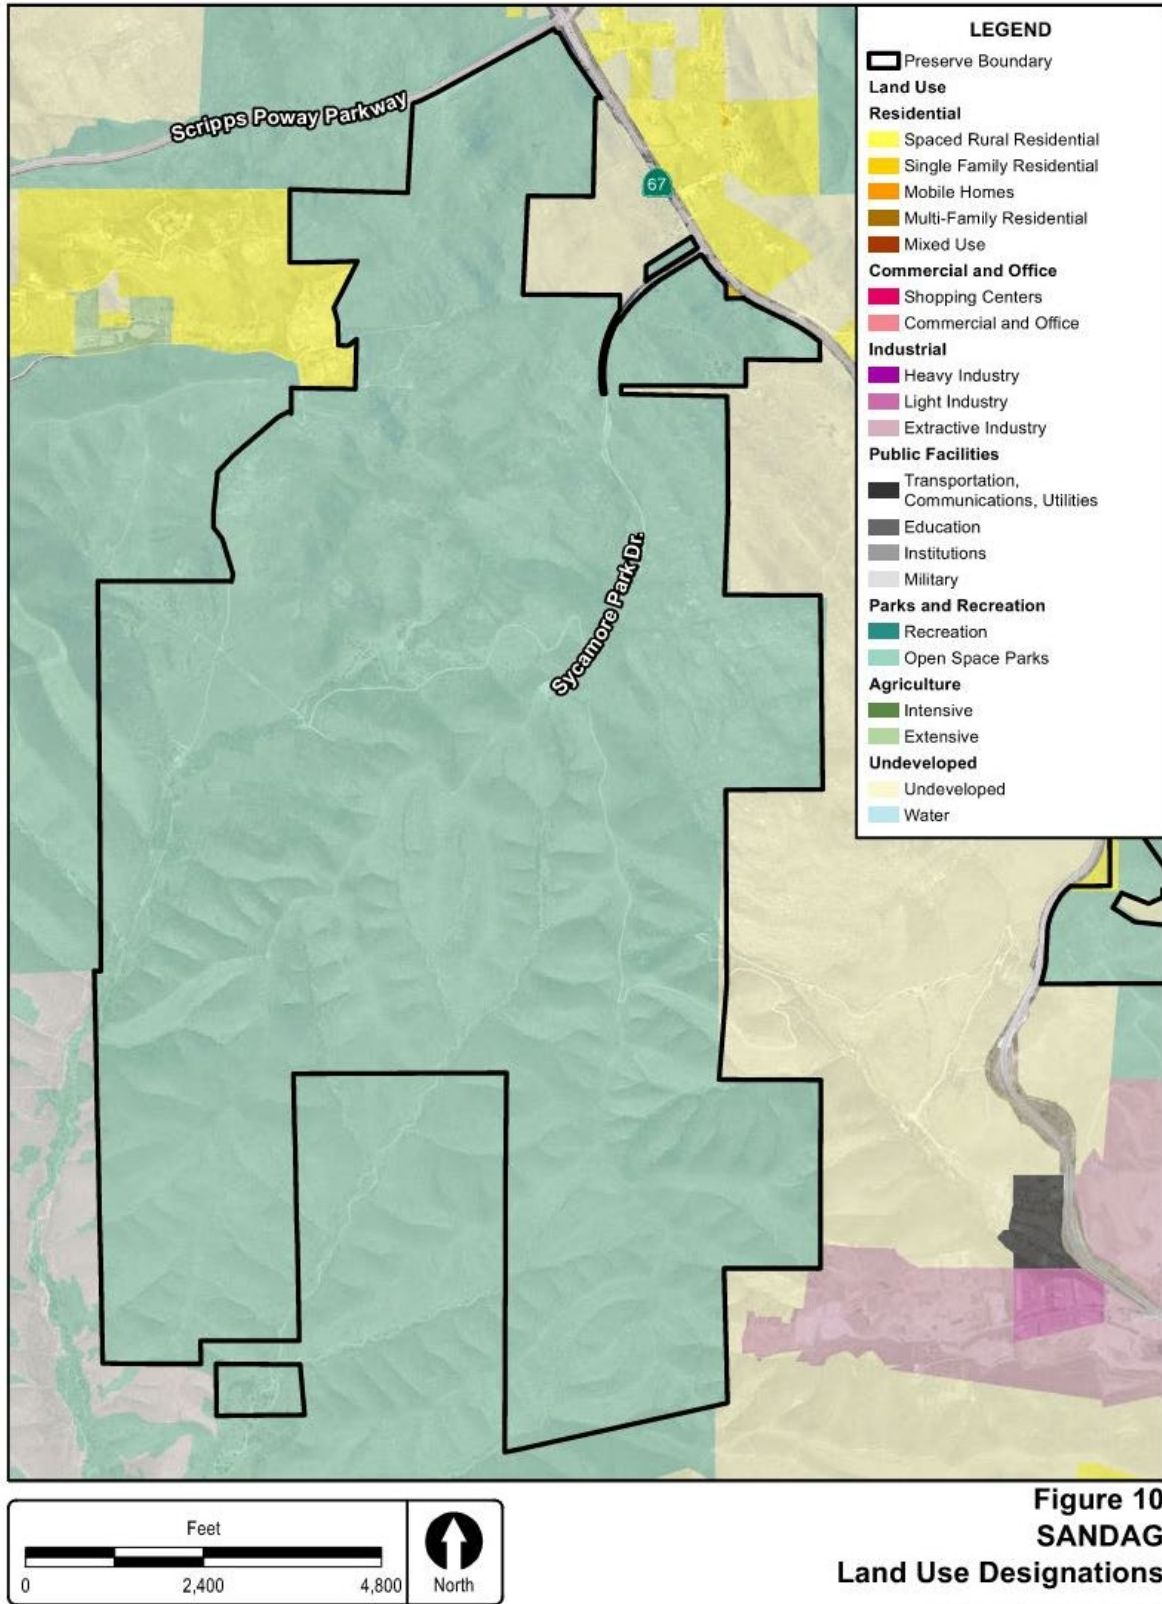 Scripps Poway Parkway
67
Sycamore Park Dr.
LEGEND
Preserve Boundary
Land Use
Residential
Spaced Rural Residential
Single Family Residential
Mobile Homes
Multi-Family Residential
Mixed Use
Commercial and Office
Shopping Centers
Commercial and Office
Industrial
Heavy Industry
Light Industry
Extractive Industry
Public Facilities
Transportation,
Communications, Utilities
Education
Institutions
Military
Parks and Recreation
Recreation
Open Space Parks
Agriculture
Intensive
Extensive
Undeveloped
Undeveloped
Water
Feet
0 2,400 4,800
North
Figure 10
SANDAG
Land Use Designations